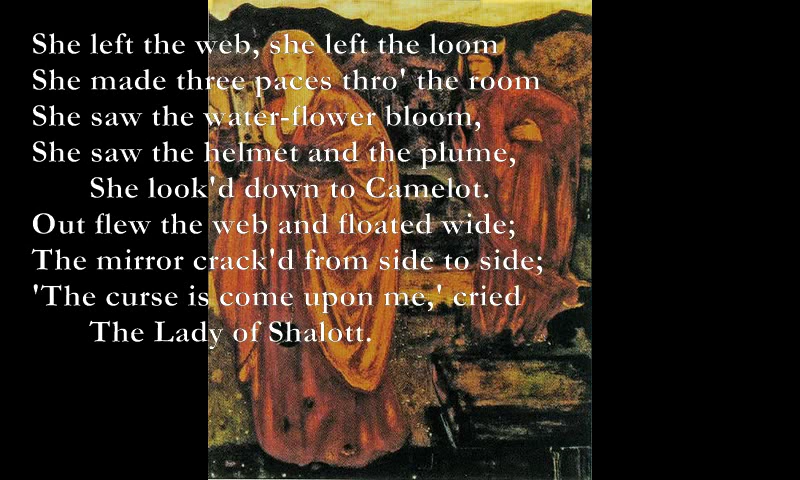 She left the web, she left the loom
She made three paces thro' the room
She saw the water-flower bloom,
She saw the helmet and the plume,
She look'd down to Camelot.
Out flew the web and floated wide;
The mirror crack'd from side to side;
'The curse is come upon me,' cried
The Lady of Shalott.